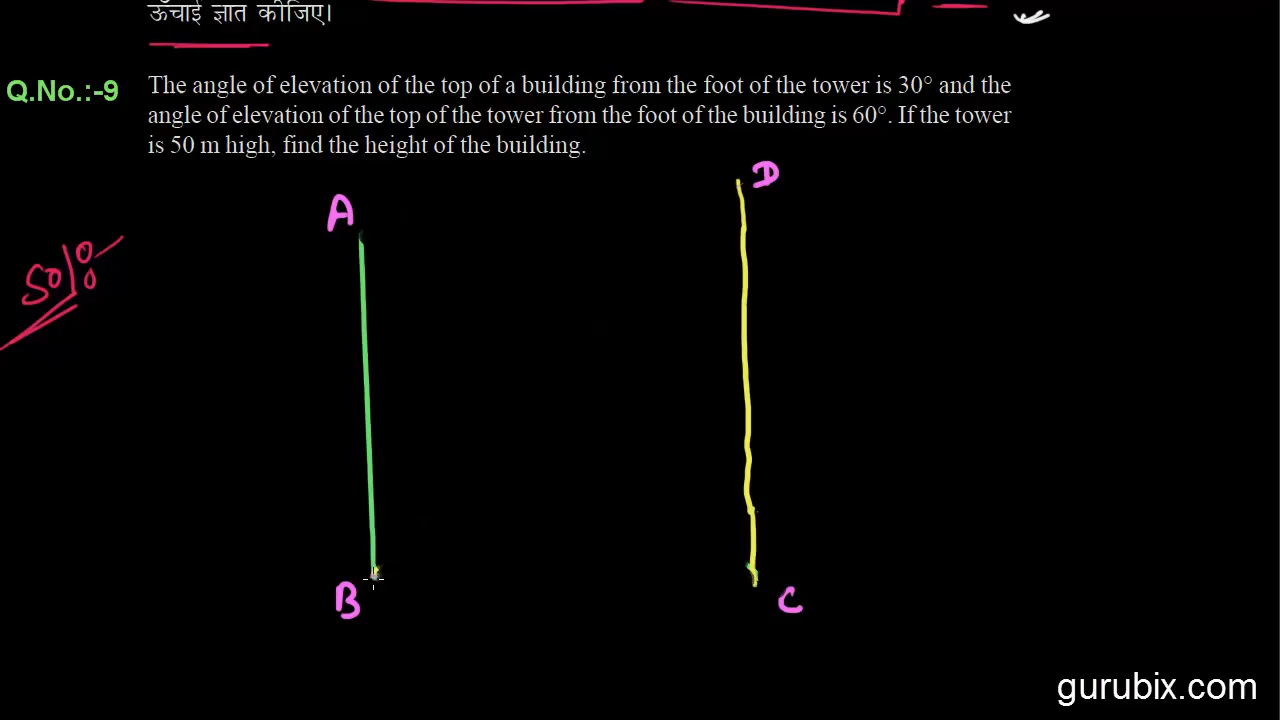 ऊँचाई ज्ञात कीजिए।
Q.No.:-9 The angle of elevation of the top of a building from the foot of the tower is 30° and the
angle of elevation of the top of the tower from the foot of the building is 60°. If the tower
is 50 m high, find the height of the building.
D
A
B
C
gurubix.com